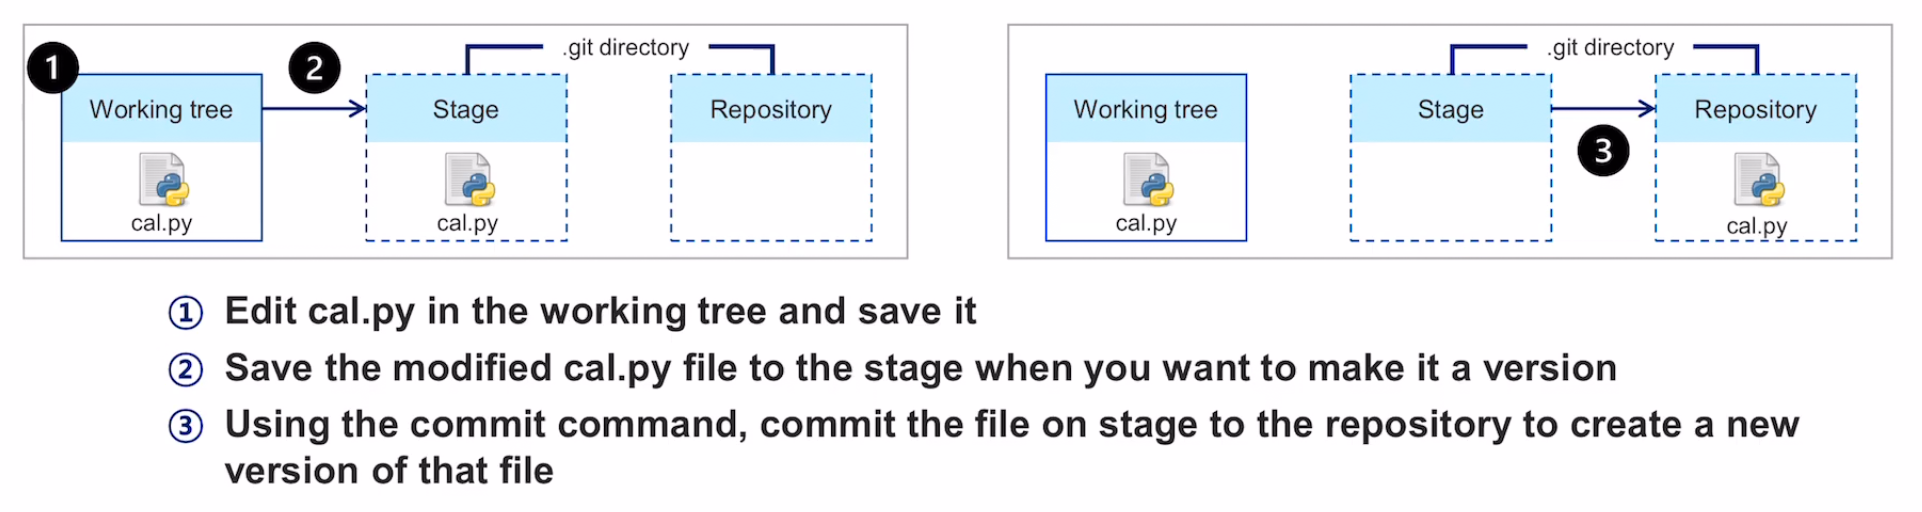 .git directory
1
2
Working tree
Stage
Repository
cal.py
cal.py
.git directory
Working tree
Stage
Repository
3
cal.py
cal.py
① Edit cal.py in the working tree and save it
② Save the modified cal.py file to the stage when you want to make it a version
③ Using the commit command, commit the file on stage to the repository to create a new
version of that file